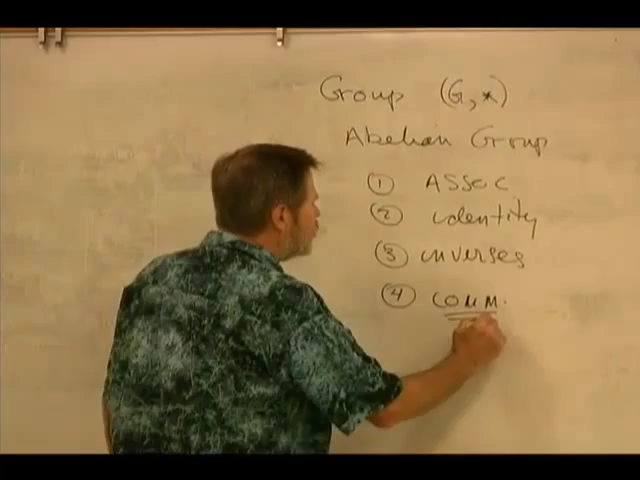 Group (G, *)
Abelian Group
① ASSOC
② identity
③ inverses
④ comm.